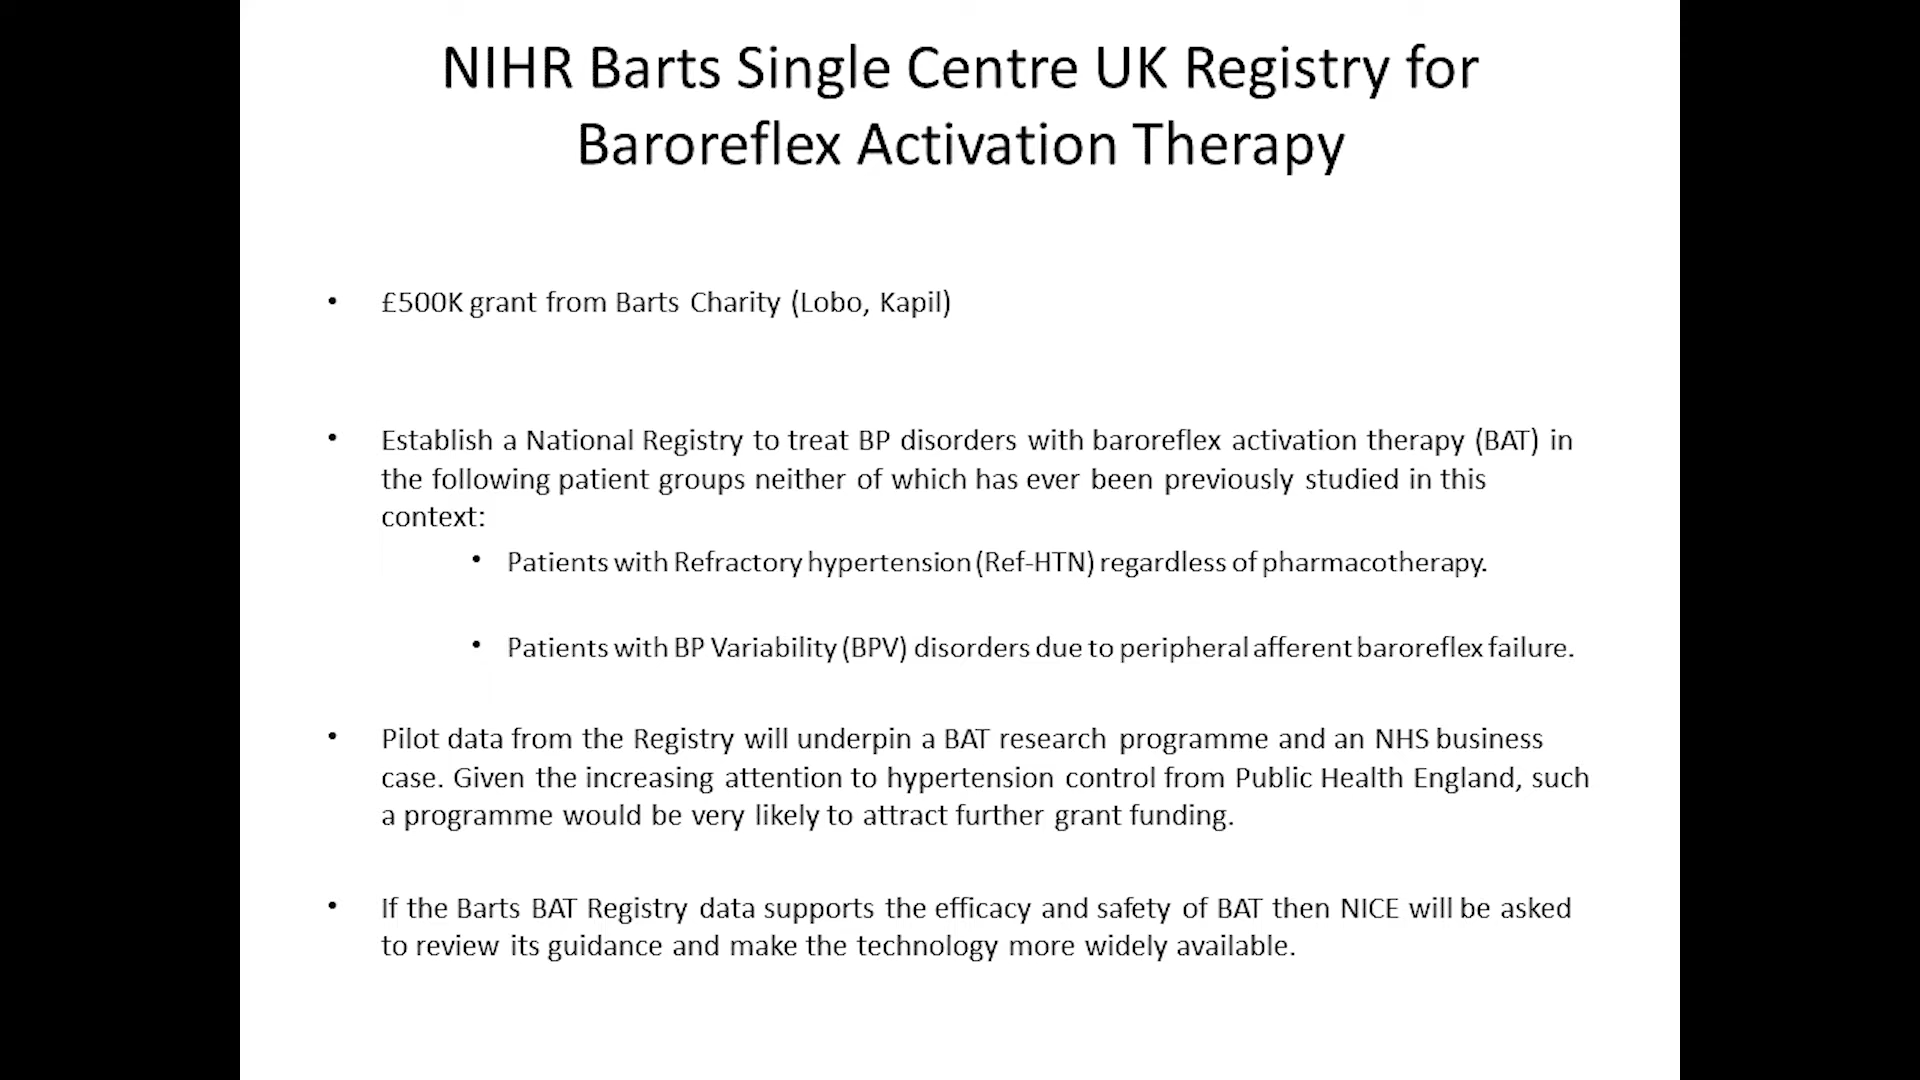 NIHR Barts Single Centre UK Registry for
Baroreflex Activation Therapy
• £500K grant from Barts Charity (Lobo, Kapil)
• Establish a National Registry to treat BP disorders with baroreflex activation therapy (BAT) in
the following patient groups neither of which has ever been previously studied in this
context:
• Patients with Refractory hypertension (Ref-HTN) regardless of pharmacotherapy.
• Patients with BP Variability (BPV) disorders due to peripheral afferent baroreflex failure.
• Pilot data from the Registry will underpin a BAT research programme and an NHS business
case. Given the increasing attention to hypertension control from Public Health England, such
a programme would be very likely to attract further grant funding.
• If the Barts BAT Registry data supports the efficacy and safety of BAT then NICE will be asked
to review its guidance and make the technology more widely available.